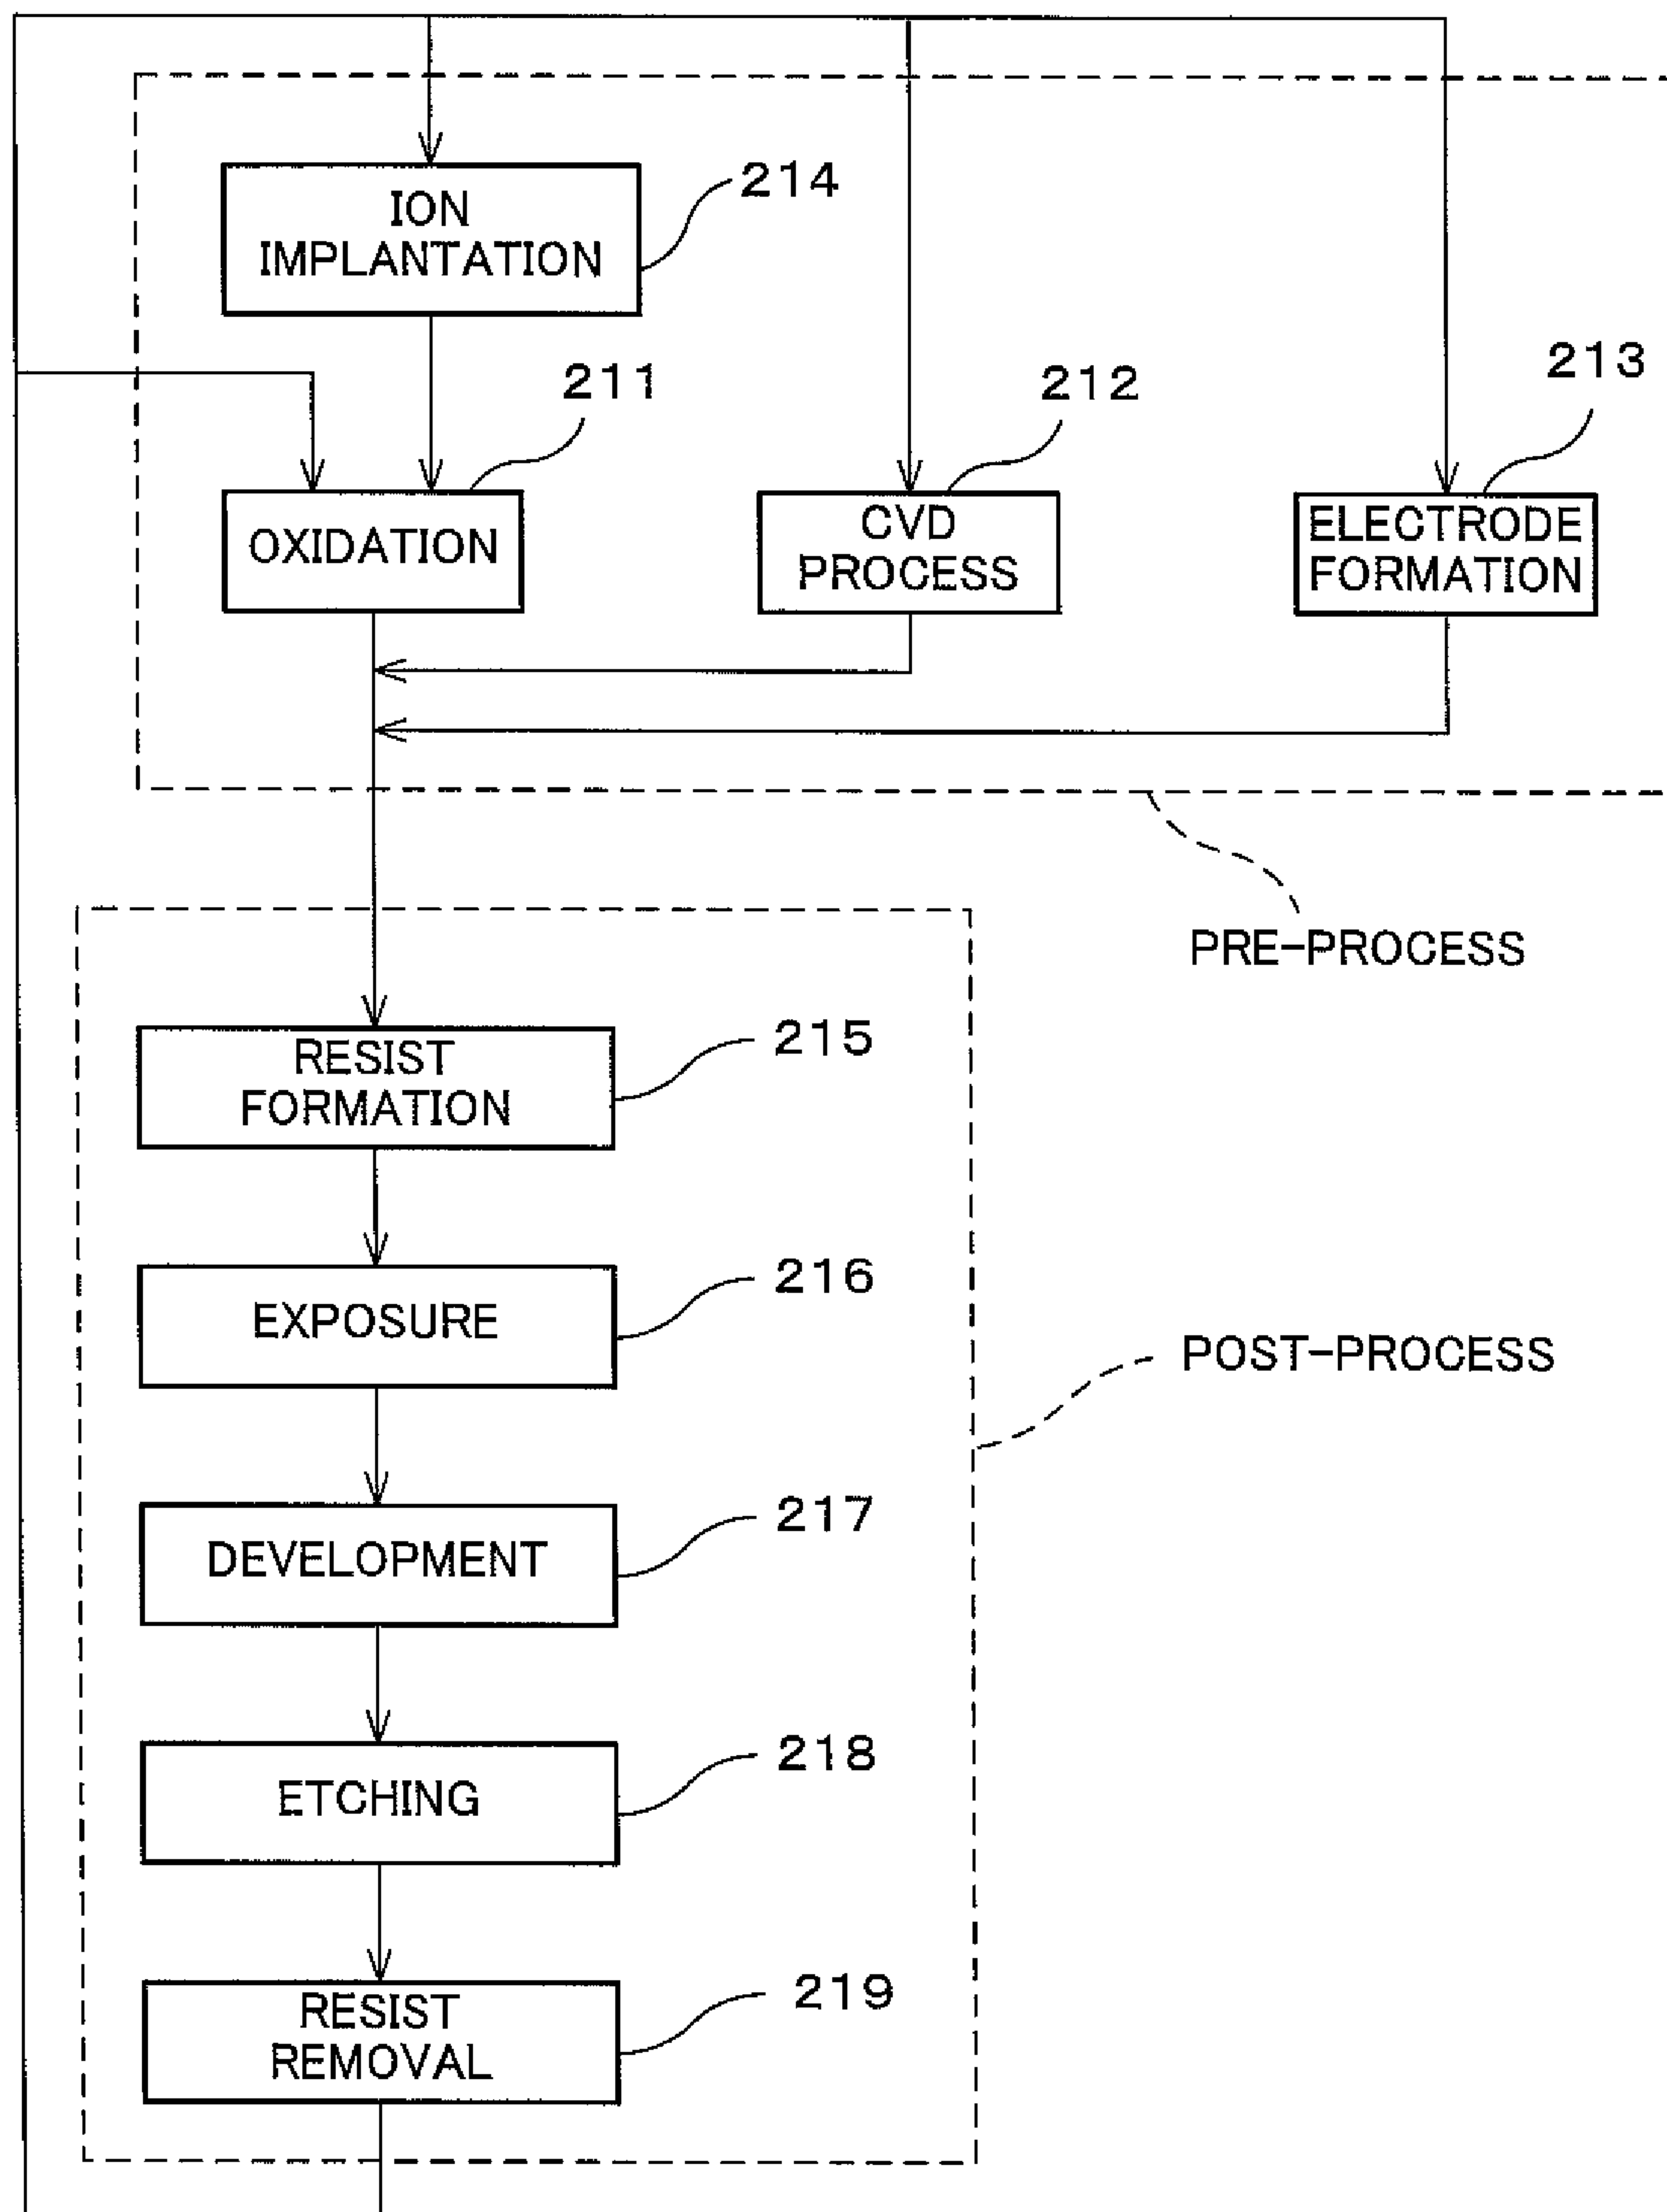 214
ION
IMPLANTATION
211
212
213
OXIDATION
CVD
PROCESS
ELECTRODE
FORMATION
PRE-PROCESS
215
RESIST
FORMATION
216
EXPOSURE
POST-PROCESS
217
DEVELOPMENT
218
ETCHING
219
RESIST
REMOVAL